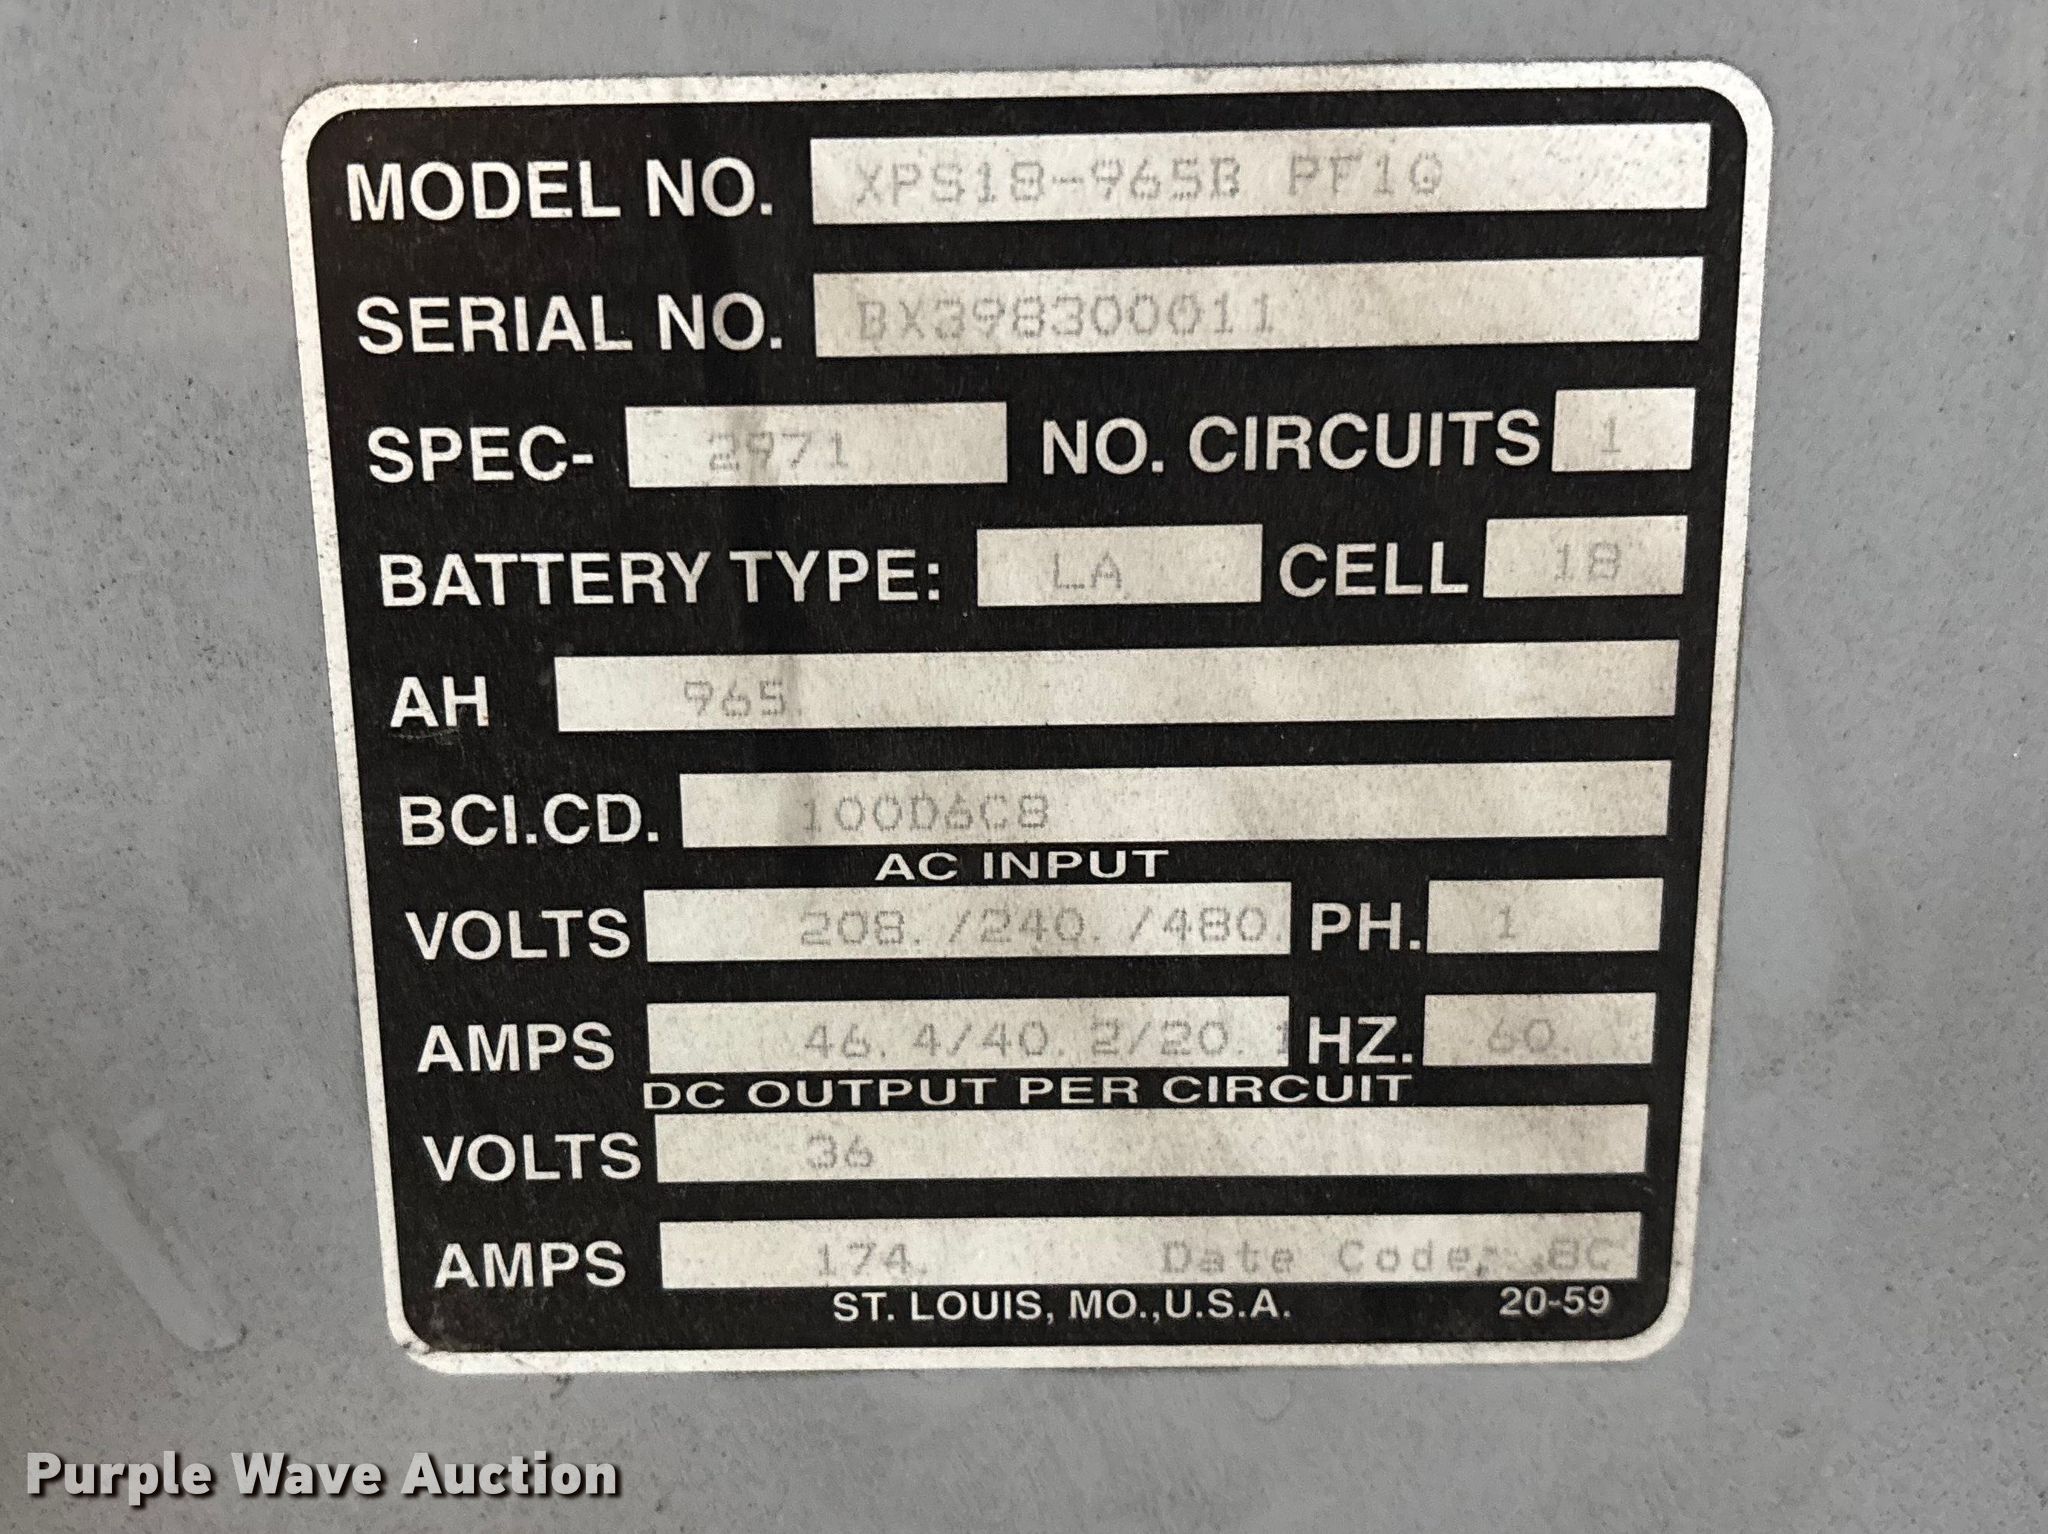 MODEL NO. XPS18-965B PF10
SERIAL NO. BX398300011
SPEC- 2971 NO. CIRCUITS 1
BATTERY TYPE: LA CELL 18
AH 965.
BCI.CD. 100D6C8
AC INPUT
VOLTS 208./240./480. PH. 1
AMPS 46.4/40.2/20.1 HZ. 60.
DC OUTPUT PER CIRCUIT
VOLTS 36
AMPS 174. Date Code: 8C
ST. LOUIS, MO.,U.S.A. 20-59
Purple Wave Auction